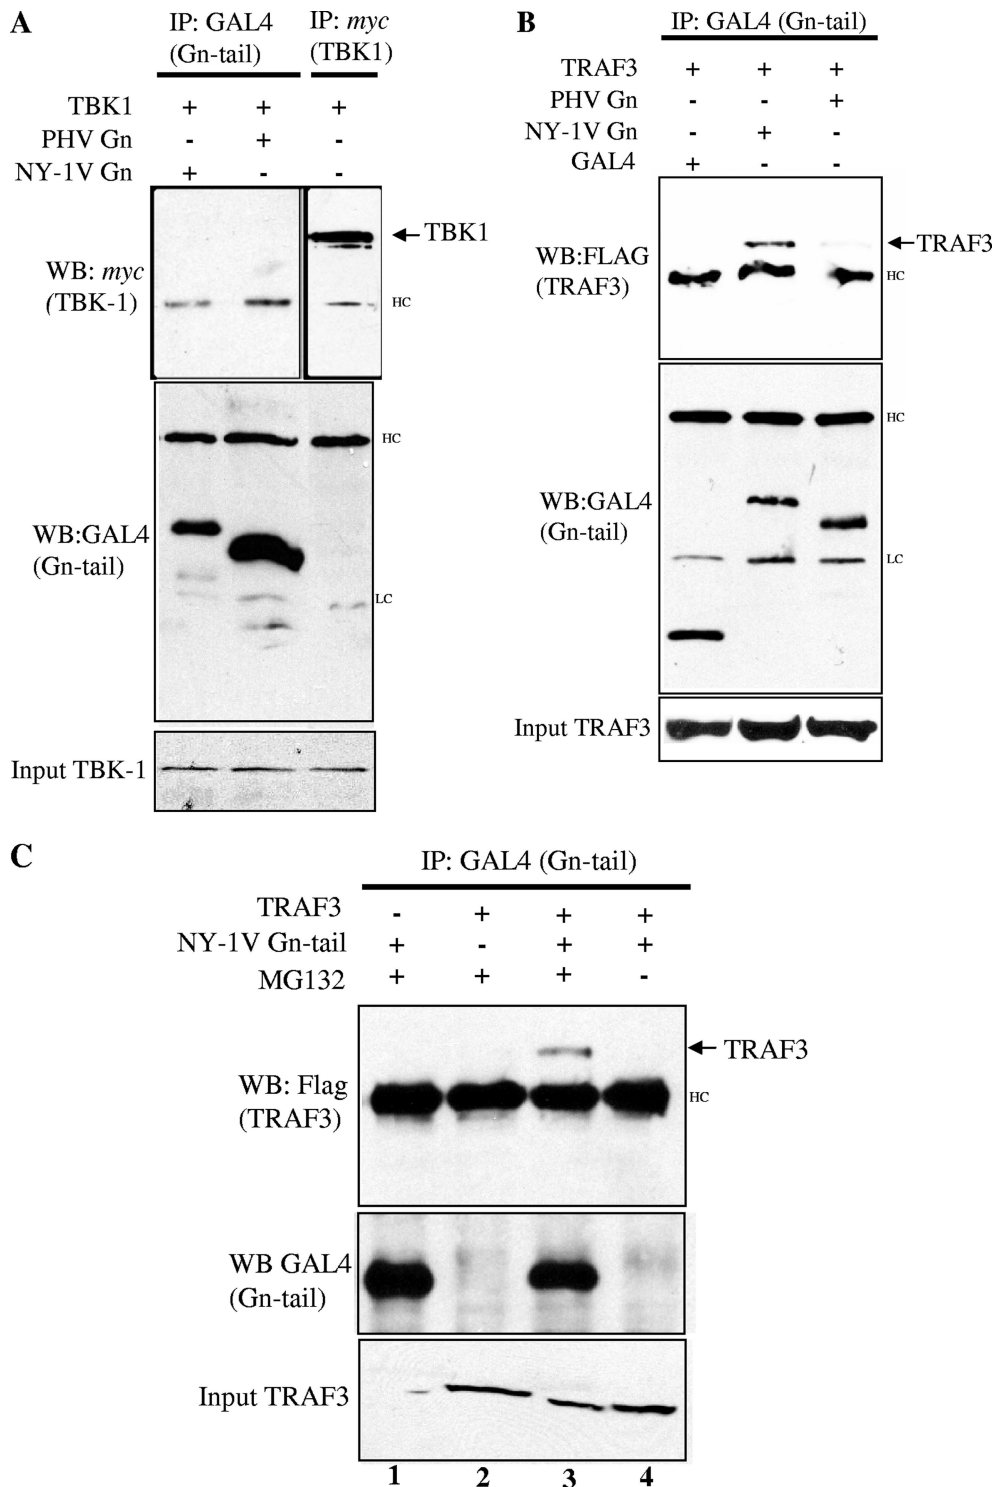 A
IP: GAL4
(Gn-tail)
IP: myc
(TBK1)
TBK1 + + +
PHV Gn - + -
NY-1V Gn + - -
WB: myc
(TBK-1)
TBK1
HC
WB:GAL4
(Gn-tail)
HC
LC
Input TBK-1
B
IP: GAL4 (Gn-tail)
TRAF3 + + +
PHV Gn - - +
NY-1V Gn - + -
GAL4 + - -
WB:FLAG
(TRAF3)
TRAF3
HC
WB:GAL4
(Gn-tail)
HC
LC
Input TRAF3
C
IP: GAL4 (Gn-tail)
TRAF3 - + + +
NY-1V Gn-tail + - + +
MG132 + + + -
WB: Flag
(TRAF3)
TRAF3
HC
WB GAL4
(Gn-tail)
Input TRAF3
1 2 3 4